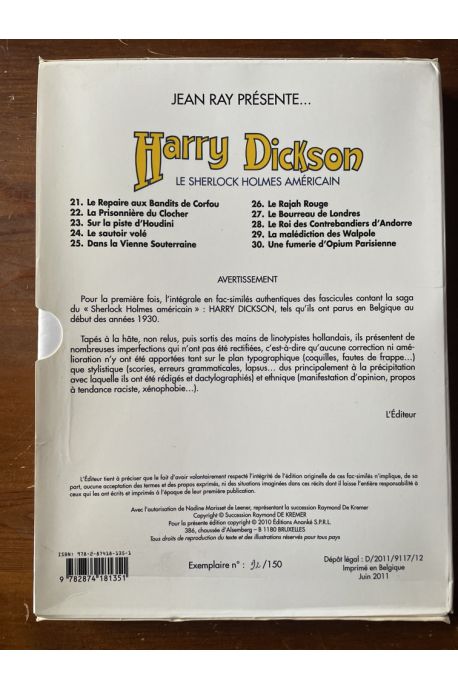 JEAN RAY PRÉSENTE...
Harry Dickson
LE SHERLOCK HOLMES AMÉRICAIN
21. Le Repaire aux Bandits de Corfou
22. La Prisonnière du Clocher
23. Sur la piste d'Houdini
24. Le sautoir volé
25. Dans la Vienne Souterraine
26. Le Rajah Rouge
27. Le Bourreau de Londres
28. Le Roi des Contrebandiers d'Andorre
29. La malédiction des Walpole
30. Une fumerie d'Opium Parisienne
AVERTISSEMENT
Pour la première fois, l'intégrale en fac-similés authentiques des fascicules contant la saga
du « Sherlock Holmes américain » : HARRY DICKSON, tels qu'ils ont parus en Belgique au
début des années 1930.
Tapés à la hâte, non relus, puis sortis des mains de linotypistes hollandais, ils présentent de
nombreuses imperfections qui n'ont pas été rectifiées, c'est-à-dire qu'aucune correction ni amé-
lioration n'y ont été apportées tant sur le plan typographique (coquilles, fautes de frappe...)
que stylistique (scories, erreurs grammaticales, lapsus... dus principalement à la précipitation
avec laquelle ils ont été rédigés et dactylographiés) et ethnique (manifestation d'opinion, propos
à tendance raciste, xénophobie...).
L'Éditeur
L'Éditeur tient à préciser que le fait d'avoir volontairement respecté l'intégrité de l'édition originelle de ces fac-similés n'implique, de sa
part, aucune acceptation des termes et des propos exprimés, ni des situations imaginées dans ces récits dont il laisse l'entière responsabilité à
ceux qui les ont écrits et imprimés à l'époque de leur première publication.
Avec l'autorisation de Nadine Morisset de Leener, représentant la succession Raymond De Kremer
Copyright © Succession Raymond DE KREMER
Pour la présente édition copyright © 2010 Éditions Ananké S.P.R.L.
386, chaussée d'Alsemberg – B 1180 BRUXELLES
Tous droits de reproduction du texte et des illustrations réservés pour tous pays
ISBN: 978-2-87418-135-1
9 782874 181351
Exemplaire n° : /150
Dépôt légal : D/2011/9117/12
Imprimé en Belgique
Juin 2011